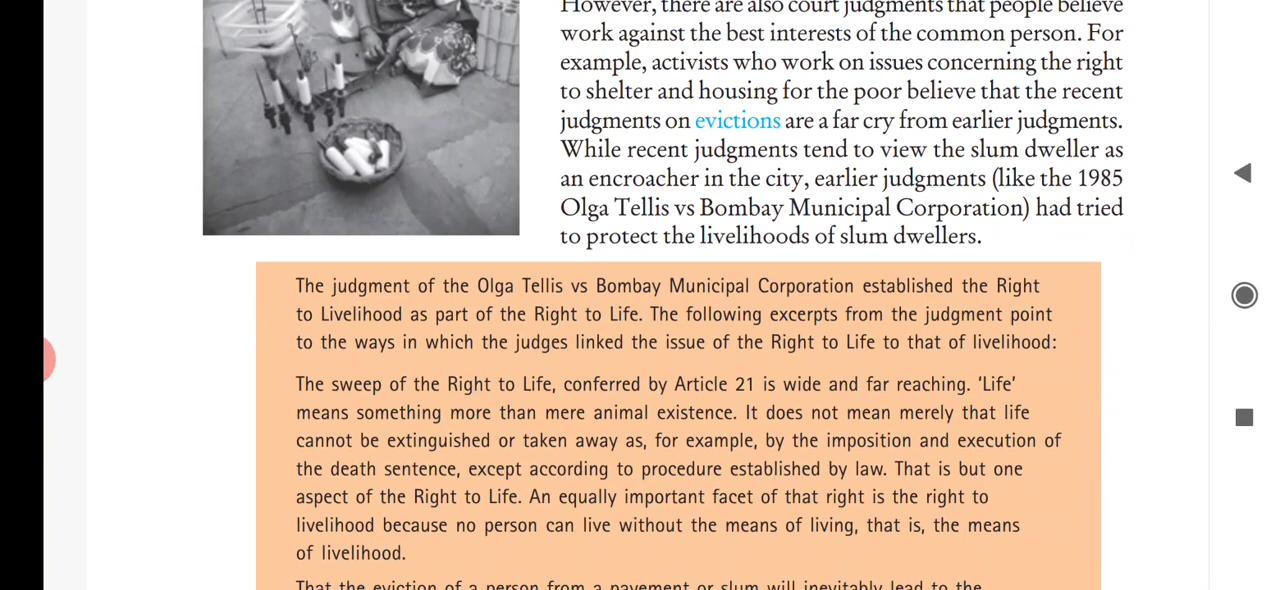 However, there are also court judgments that people believe
work against the best interests of the common person. For
example, activists who work on issues concerning the right
to shelter and housing for the poor believe that the recent
judgments on evictions are a far cry from earlier judgments.
While recent judgments tend to view the slum dweller as
an encroacher in the city, earlier judgments (like the 1985
Olga Tellis vs Bombay Municipal Corporation) had tried
to protect the livelihoods of slum dwellers.
The judgment of the Olga Tellis vs Bombay Municipal Corporation established the Right
to Livelihood as part of the Right to Life. The following excerpts from the judgment point
to the ways in which the judges linked the issue of the Right to Life to that of livelihood:
The sweep of the Right to Life, conferred by Article 21 is wide and far reaching. ‘Life’
means something more than mere animal existence. It does not mean merely that life
cannot be extinguished or taken away as, for example, by the imposition and execution of
the death sentence, except according to procedure established by law. That is but one
aspect of the Right to Life. An equally important facet of that right is the right to
livelihood because no person can live without the means of living, that is, the means
of livelihood.
That the eviction of a person from a pavement or slum will inevitably lead to the